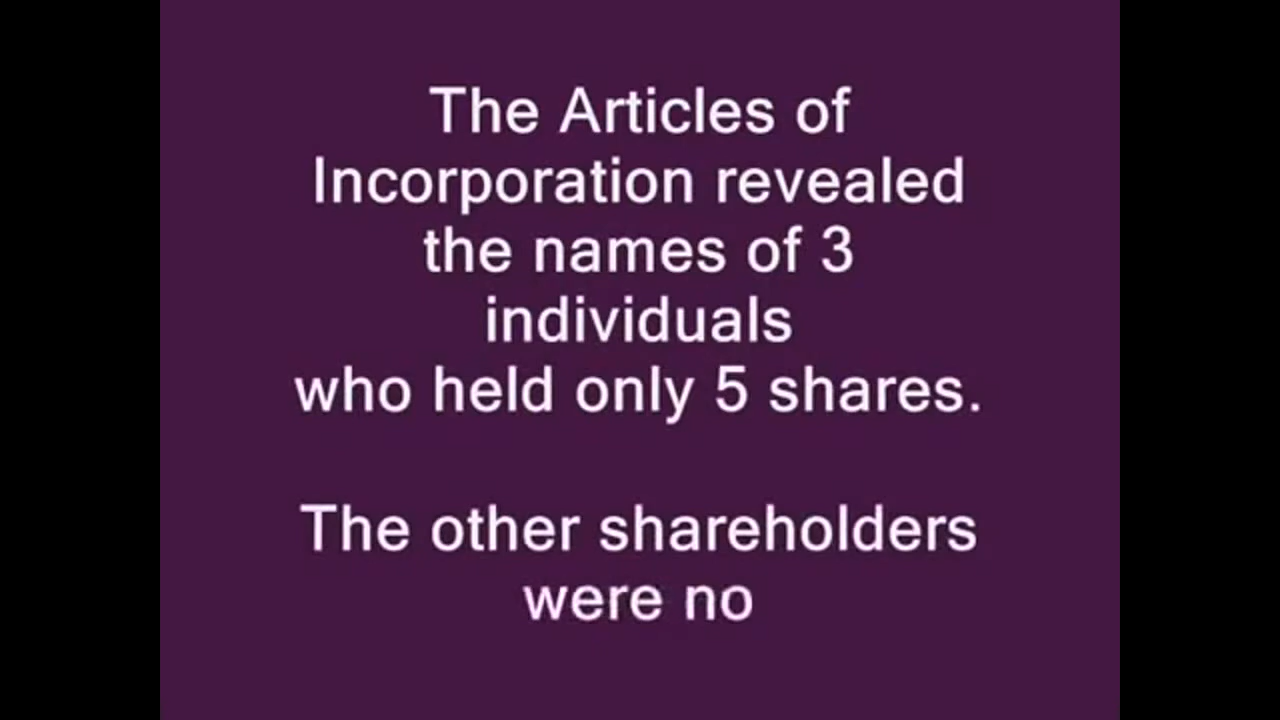 The Articles of
Incorporation revealed
the names of 3
individuals
who held only 5 shares.
The other shareholders
were no